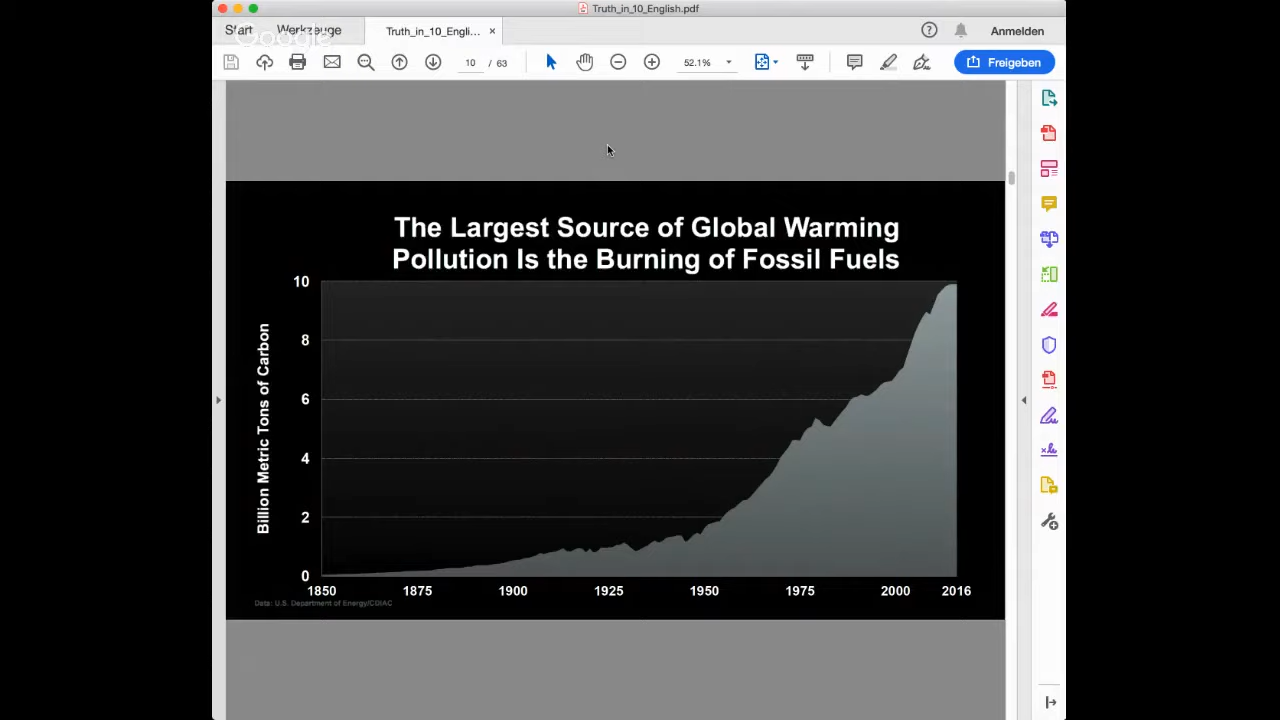 Truth_in_10_English.pdf
Start
Werkzeuge
Truth_in_10_Engli...
Anmelden
Google
10 / 63
52.1%
Freigeben
The Largest Source of Global Warming
Pollution Is the Burning of Fossil Fuels
Billion Metric Tons of Carbon
10
8
6
4
2
0
1850 1875 1900 1925 1950 1975 2000 2016
Data: U.S. Department of Energy/CDIAC